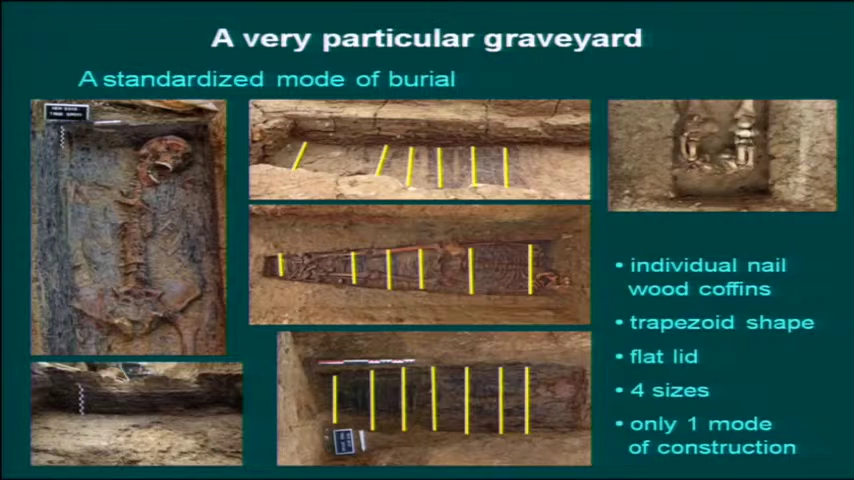 A very particular graveyard
A standardized mode of burial
• individual nail
wood coffins
• trapezoid shape
• flat lid
• 4 sizes
• only 1 mode
of construction